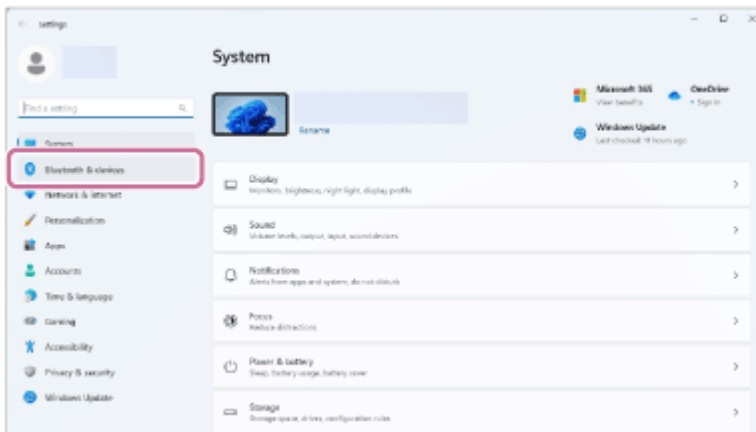 settings
System
Find a setting
Rename
Microsoft 365
View benefits
OneDrive
• Sign in
Windows Update
Last checked: 11 hours ago
System
Bluetooth & devices
Network & internet
Personalization
Apps
Accounts
Time & language
Gaming
Accessibility
Privacy & security
Windows Update
Display
Monitors, brightness, night light, display profile
Sound
Volume levels, output, input, sound devices
Notifications
Alerts from apps and system, do not disturb
Focus
Reduce distractions
Power & battery
Sleep, battery usage, battery saver
Storage
Storage space, drives, configuration rules